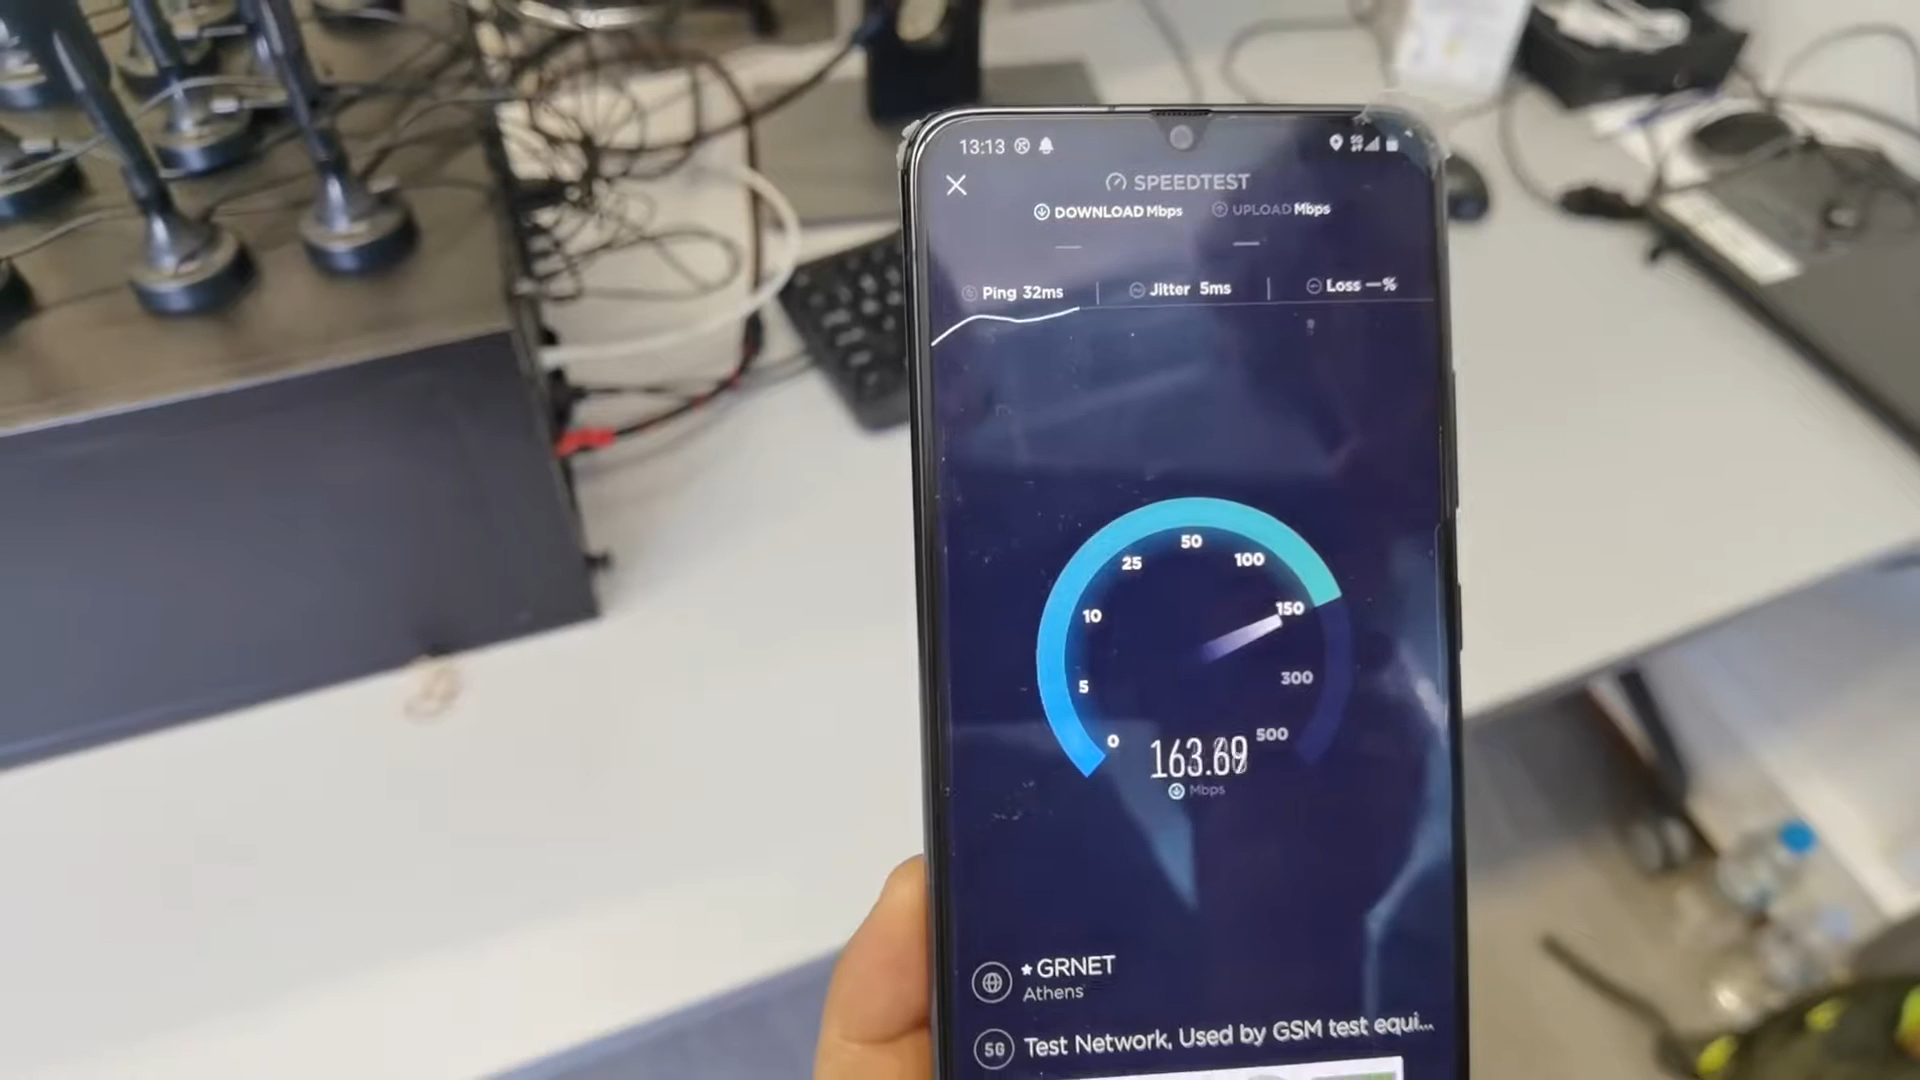 13:13
SPEEDTEST
DOWNLOAD Mbps
UPLOAD Mbps
Ping 32ms
Jitter 5ms
Loss —%
50
25
100
10
150
5
300
0
500
163.69
Mbps
★ GRNET
Athens
5G
Test Network, Used by GSM test equi...